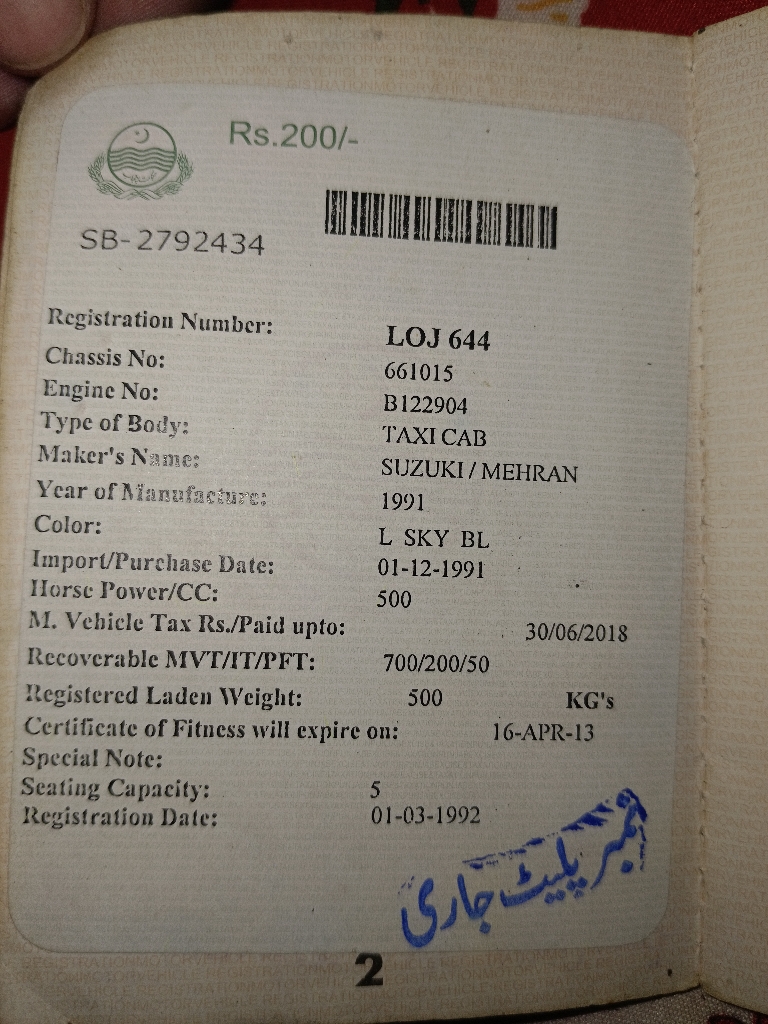 Rs.200/-
SB-2792434
Registration Number: LOJ 644
Chassis No: 661015
Engine No: B122904
Type of Body: TAXI CAB
Maker's Name: SUZUKI / MEHRAN
Year of Manufacture: 1991
Color: L SKY BL
Import/Purchase Date: 01-12-1991
Horse Power/CC: 500
M. Vehicle Tax Rs./Paid upto: 30/06/2018
Recoverable MVT/IT/PFT: 700/200/50
Registered Laden Weight: 500 KG's
Certificate of Fitness will expire on: 16-APR-13
Special Note:
Seating Capacity: 5
Registration Date: 01-03-1992
نمبر پلیٹ جاری
2